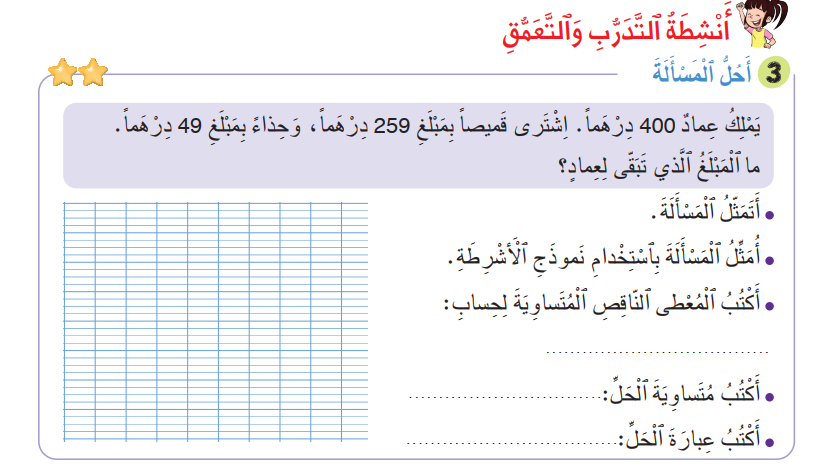 أَنْشِطَةُ ٱلتَّدَرُّبِ وَٱلتَّعَمُّقِ
3 أَحُلُّ ٱلْمَسْأَلَةَ
يَمْلِكُ عِمادٌ 400 دِرْهَماً. اِشْتَرى قَميصاً بِمَبْلَغِ 259 دِرْهَماً، وَحِذاءً بِمَبْلَغِ 49 دِرْهَماً.
ما ٱلْمَبْلَغُ ٱلَّذي تَبَقّى لِعِمادٍ؟
• أَتَمَثَّلُ ٱلْمَسْأَلَةَ.
• أُمَثِّلُ ٱلْمَسْأَلَةَ بِٱسْتِخْدامِ نَموذَجِ ٱلْأَشْرِطَةِ.
• أَكْتُبُ ٱلْمُعْطى ٱلنّاقِصِ ٱلْمُتَساوِيَةَ لِحِسابِ:
......................................
• أَكْتُبُ مُتَساوِيَةَ ٱلْحَلِّ:......................................
• أَكْتُبُ عِبارَةَ ٱلْحَلِّ:......................................